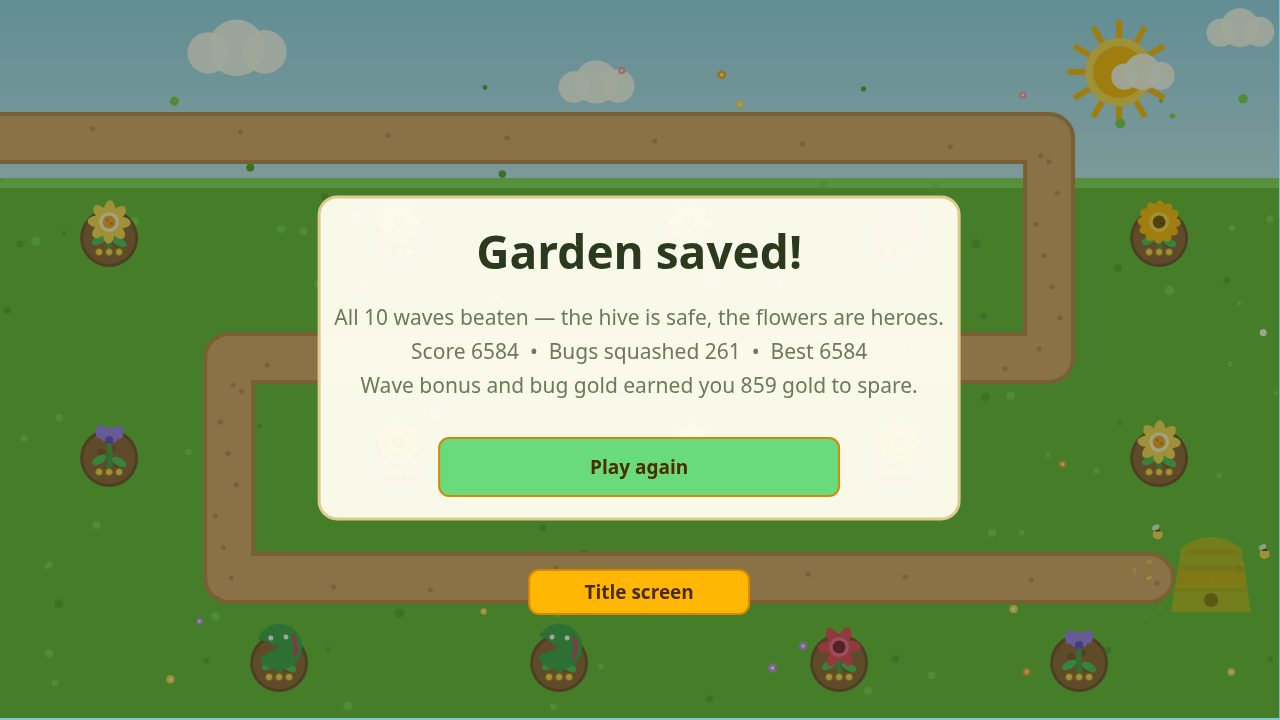 Garden saved!
All 10 waves beaten — the hive is safe, the flowers are heroes.
Score 6584 • Bugs squashed 261 • Best 6584
Wave bonus and bug gold earned you 859 gold to spare.
Play again
Title screen